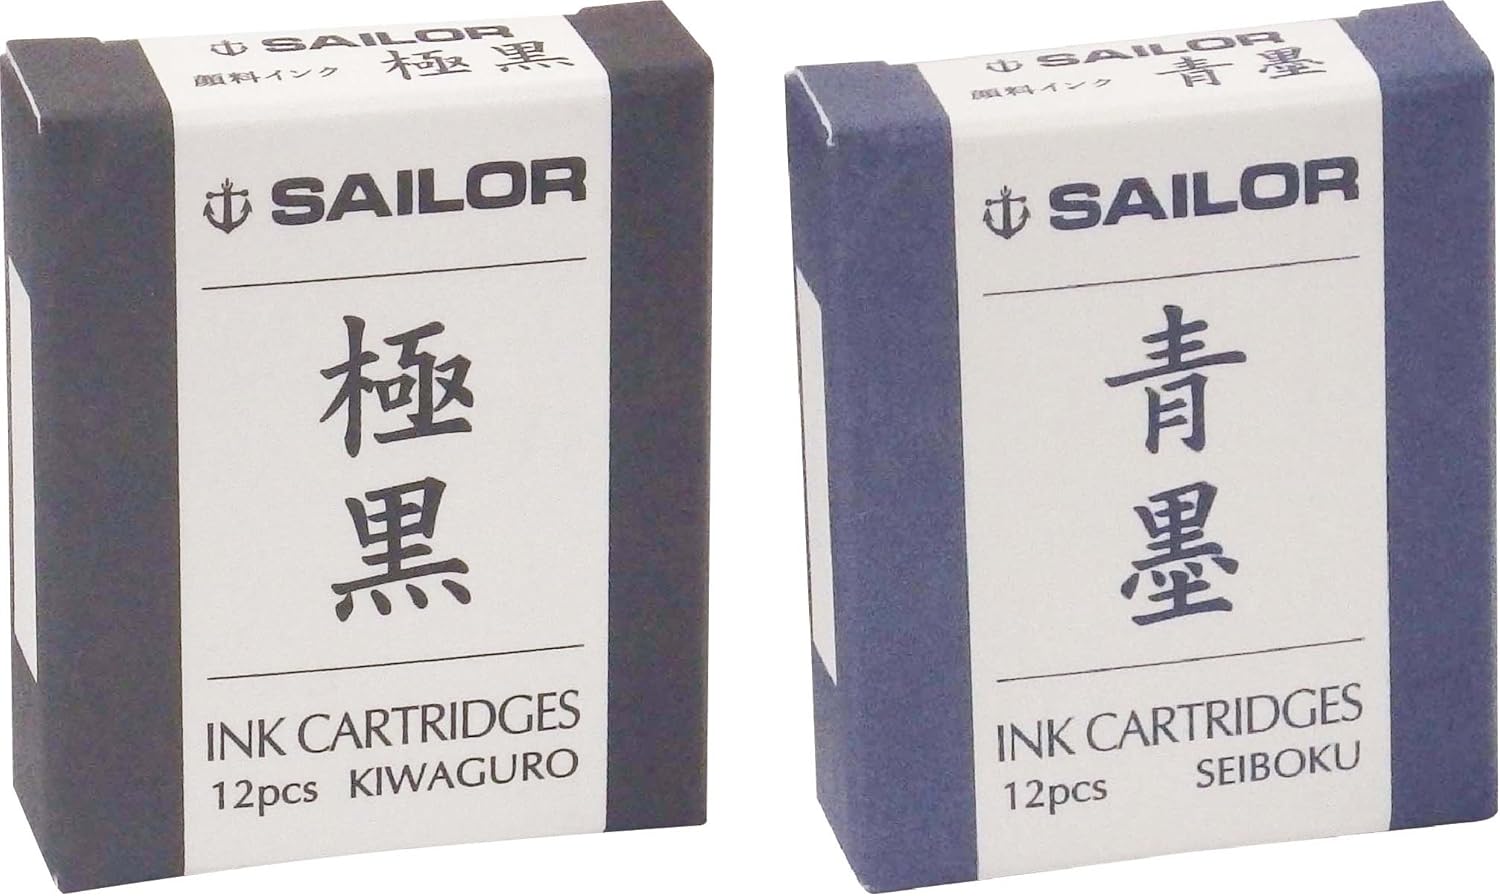 SAILOR
顔料インク 極黒
SAILOR
極
黒
INK CARTRIDGES
12pcs KIWAGURO
SAILOR
顔料インク 青墨
SAILOR
青
墨
INK CARTRIDGES
12pcs SEIBOKU